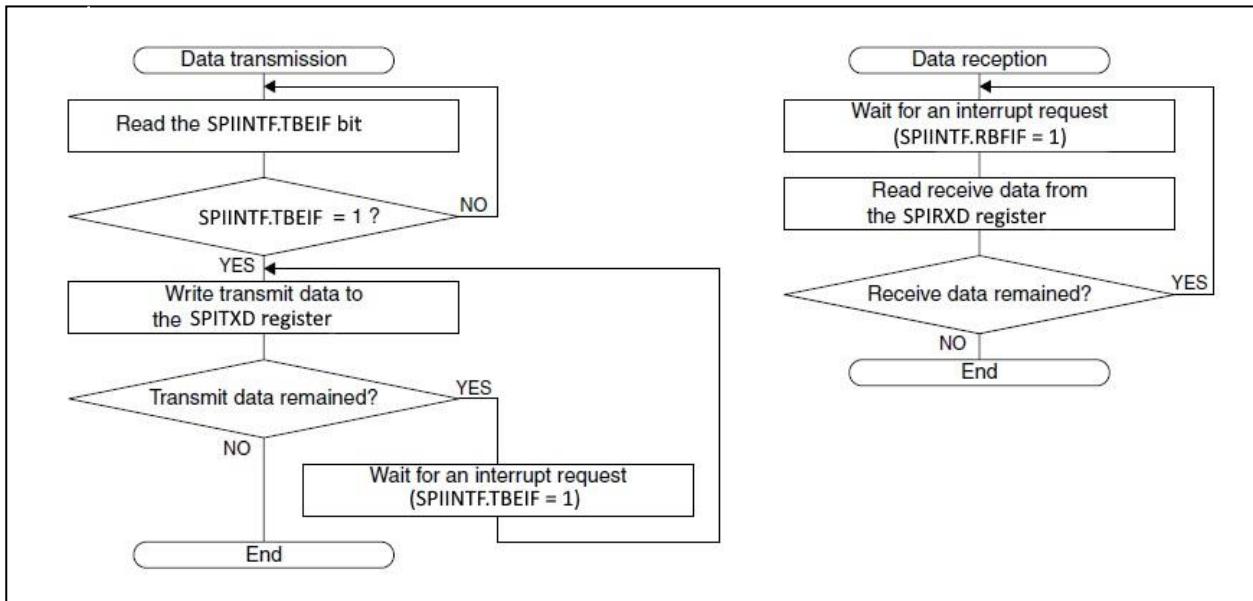 Data transmission
Read the SPIINTF.TBEIF bit
SPIINTF.TBEIF = 1 ?
NO
YES
Write transmit data to
the SPITXD register
Transmit data remained?
YES
NO
Wait for an interrupt request
(SPIINTF.TBEIF = 1)
End
Data reception
Wait for an interrupt request
(SPIINTF.RBFIF = 1)
Read receive data from
the SPIRXD register
Receive data remained?
YES
NO
End